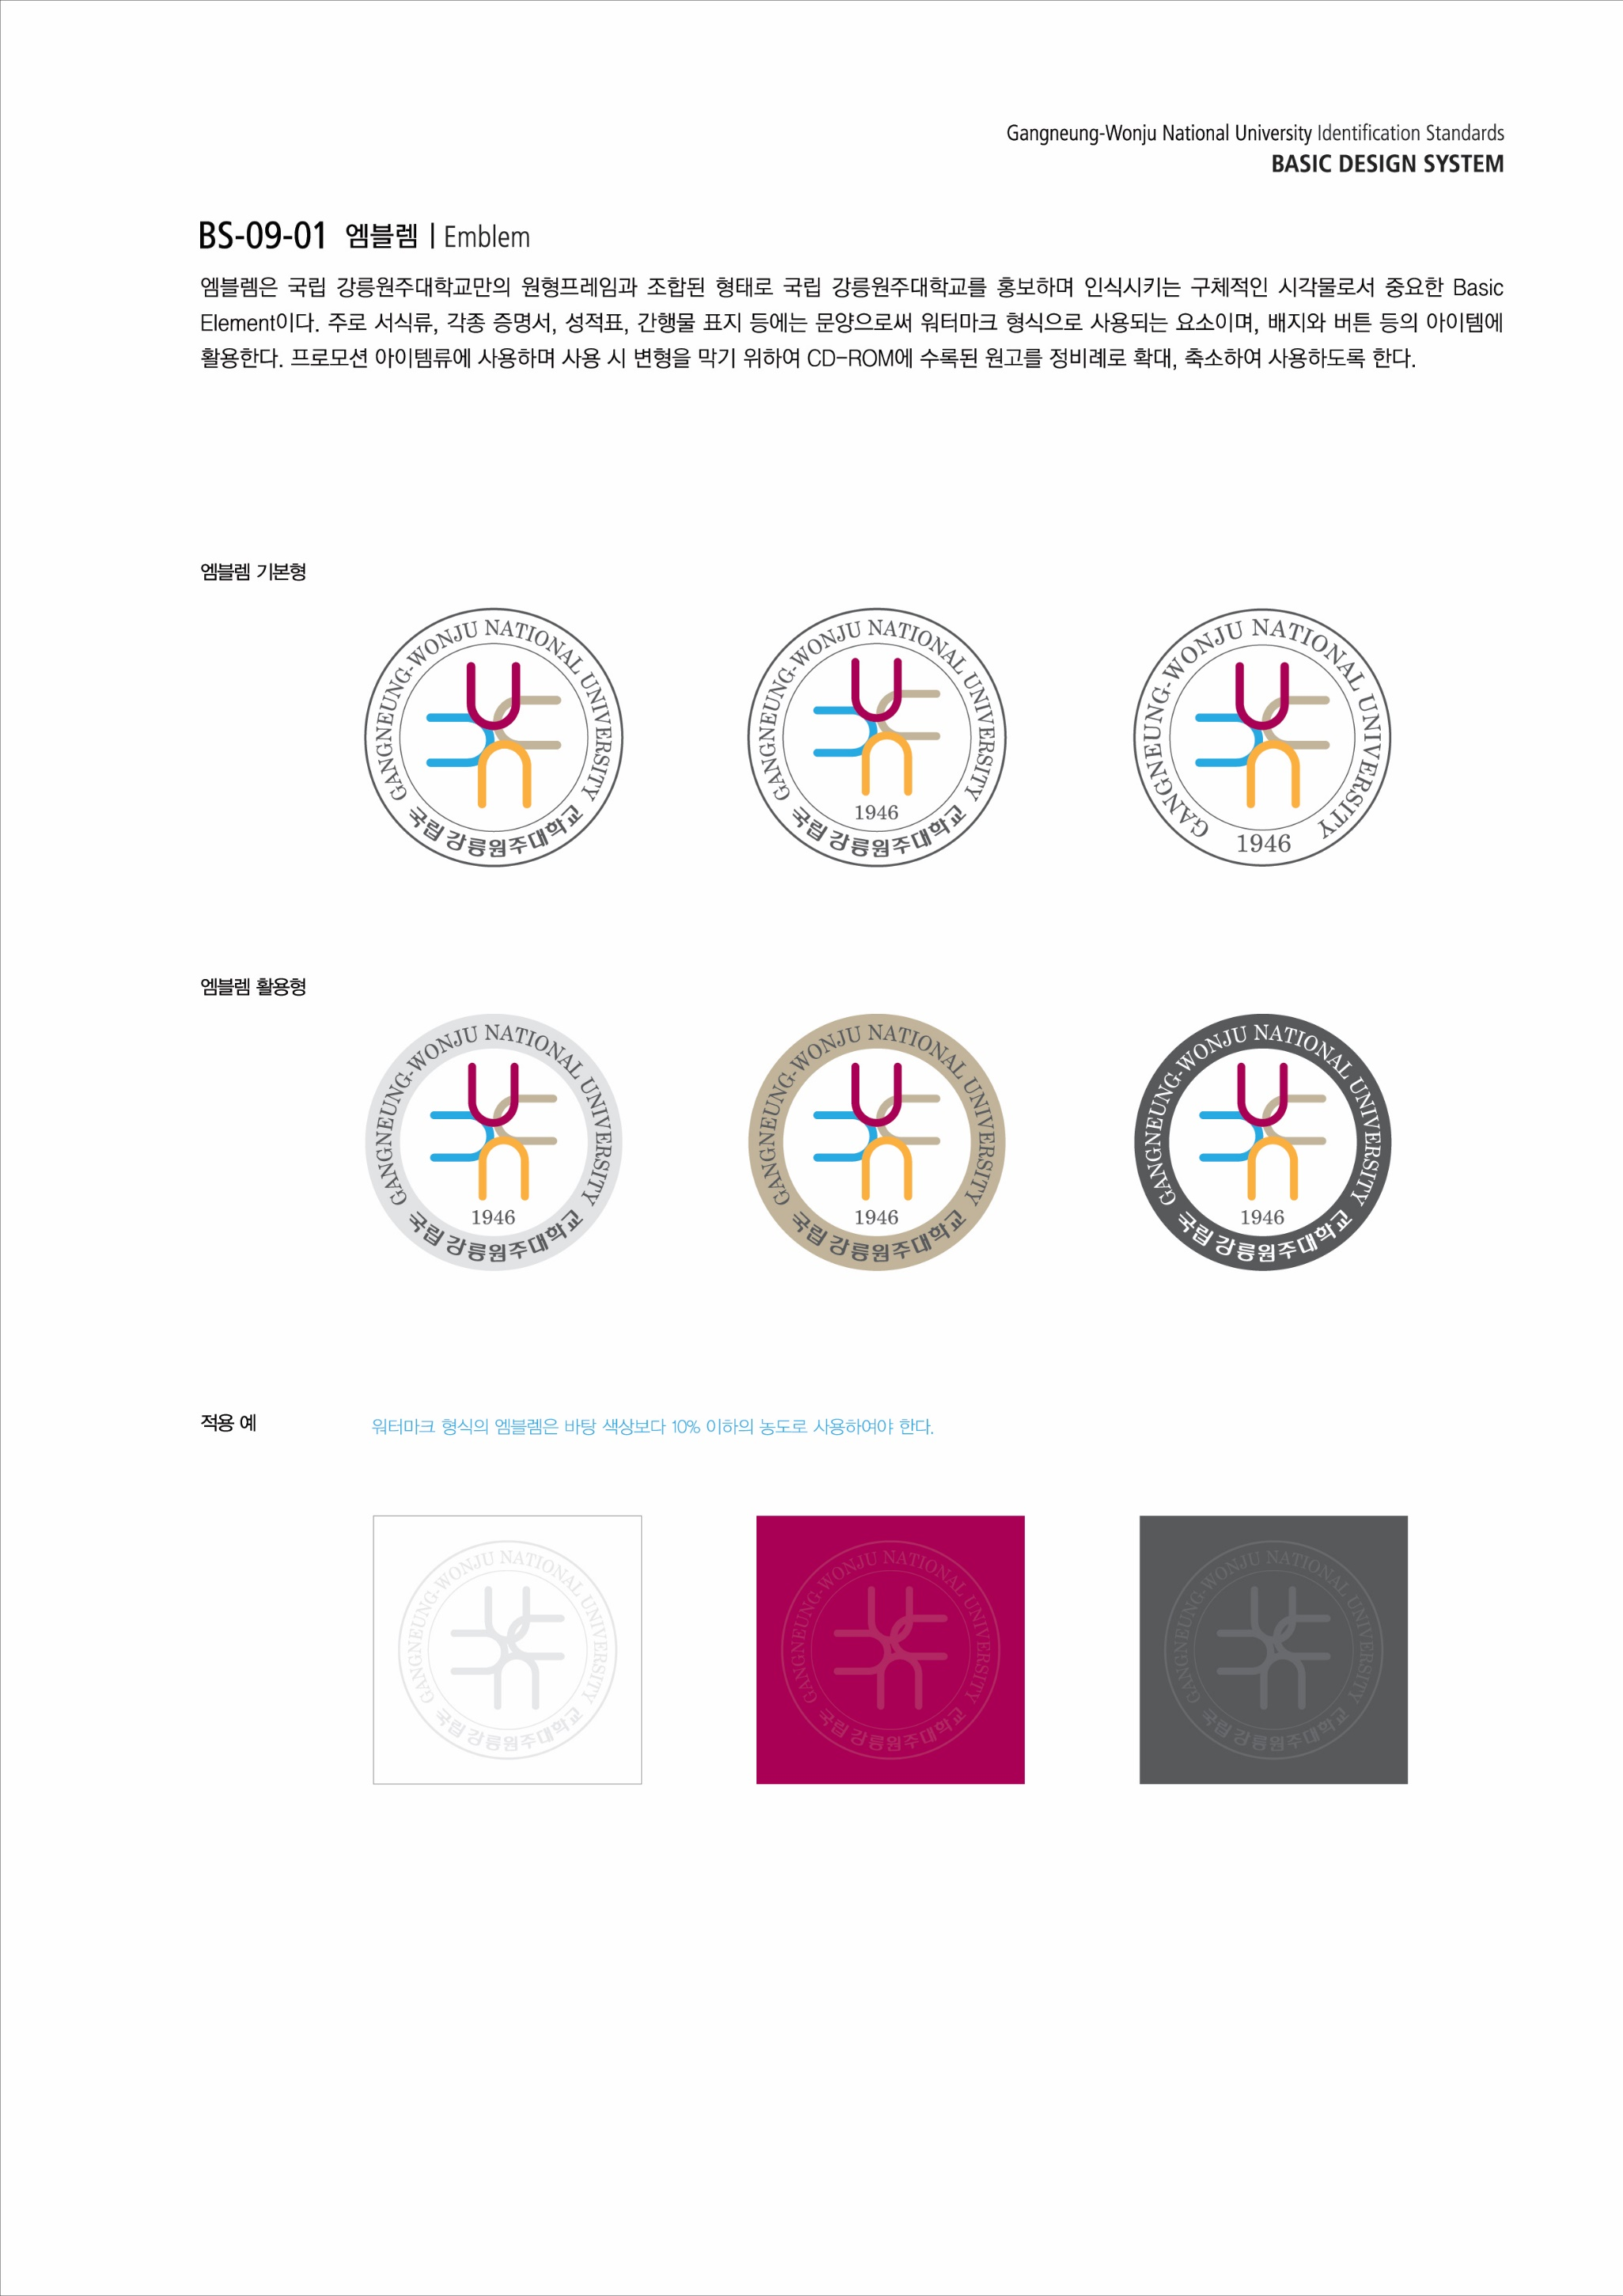 Gangneung-Wonju National University Identification Standards
BASIC DESIGN SYSTEM
BS-09-01 엠블렘 | Emblem
엠블렘은 국립 강릉원주대학교만의 원형프레임과 조합된 형태로 국립 강릉원주대학교를 홍보하며 인식시키는 구체적인 시각물로서 중요한 Basic
Element이다. 주로 서식류, 각종 증명서, 성적표, 간행물 표지 등에는 문양으로써 워터마크 형식으로 사용되는 요소이며, 배지와 버튼 등의 아이템에
활용한다. 프로모션 아이템류에 사용하며 사용 시 변형을 막기 위하여 CD-ROM에 수록된 원고를 정비례로 확대, 축소하여 사용하도록 한다.
엠블렘 기본형
GANGNEUNG-WONJU NATIONAL UNIVERSITY
국립 강릉원주대학교
GANGNEUNG-WONJU NATIONAL UNIVERSITY
1946
국립 강릉원주대학교
GANGNEUNG-WONJU NATIONAL UNIVERSITY
1946
엠블렘 활용형
GANGNEUNG-WONJU NATIONAL UNIVERSITY
1946
국립 강릉원주대학교
GANGNEUNG-WONJU NATIONAL UNIVERSITY
1946
국립 강릉원주대학교
GANGNEUNG-WONJU NATIONAL UNIVERSITY
1946
국립 강릉원주대학교
적용 예
워터마크 형식의 엠블렘은 바탕 색상보다 10% 이하의 농도로 사용하여야 한다.
GANGNEUNG-WONJU NATIONAL UNIVERSITY
국립 강릉원주대학교
GANGNEUNG-WONJU NATIONAL UNIVERSITY
국립 강릉원주대학교
GANGNEUNG-WONJU NATIONAL UNIVERSITY
국립 강릉원주대학교